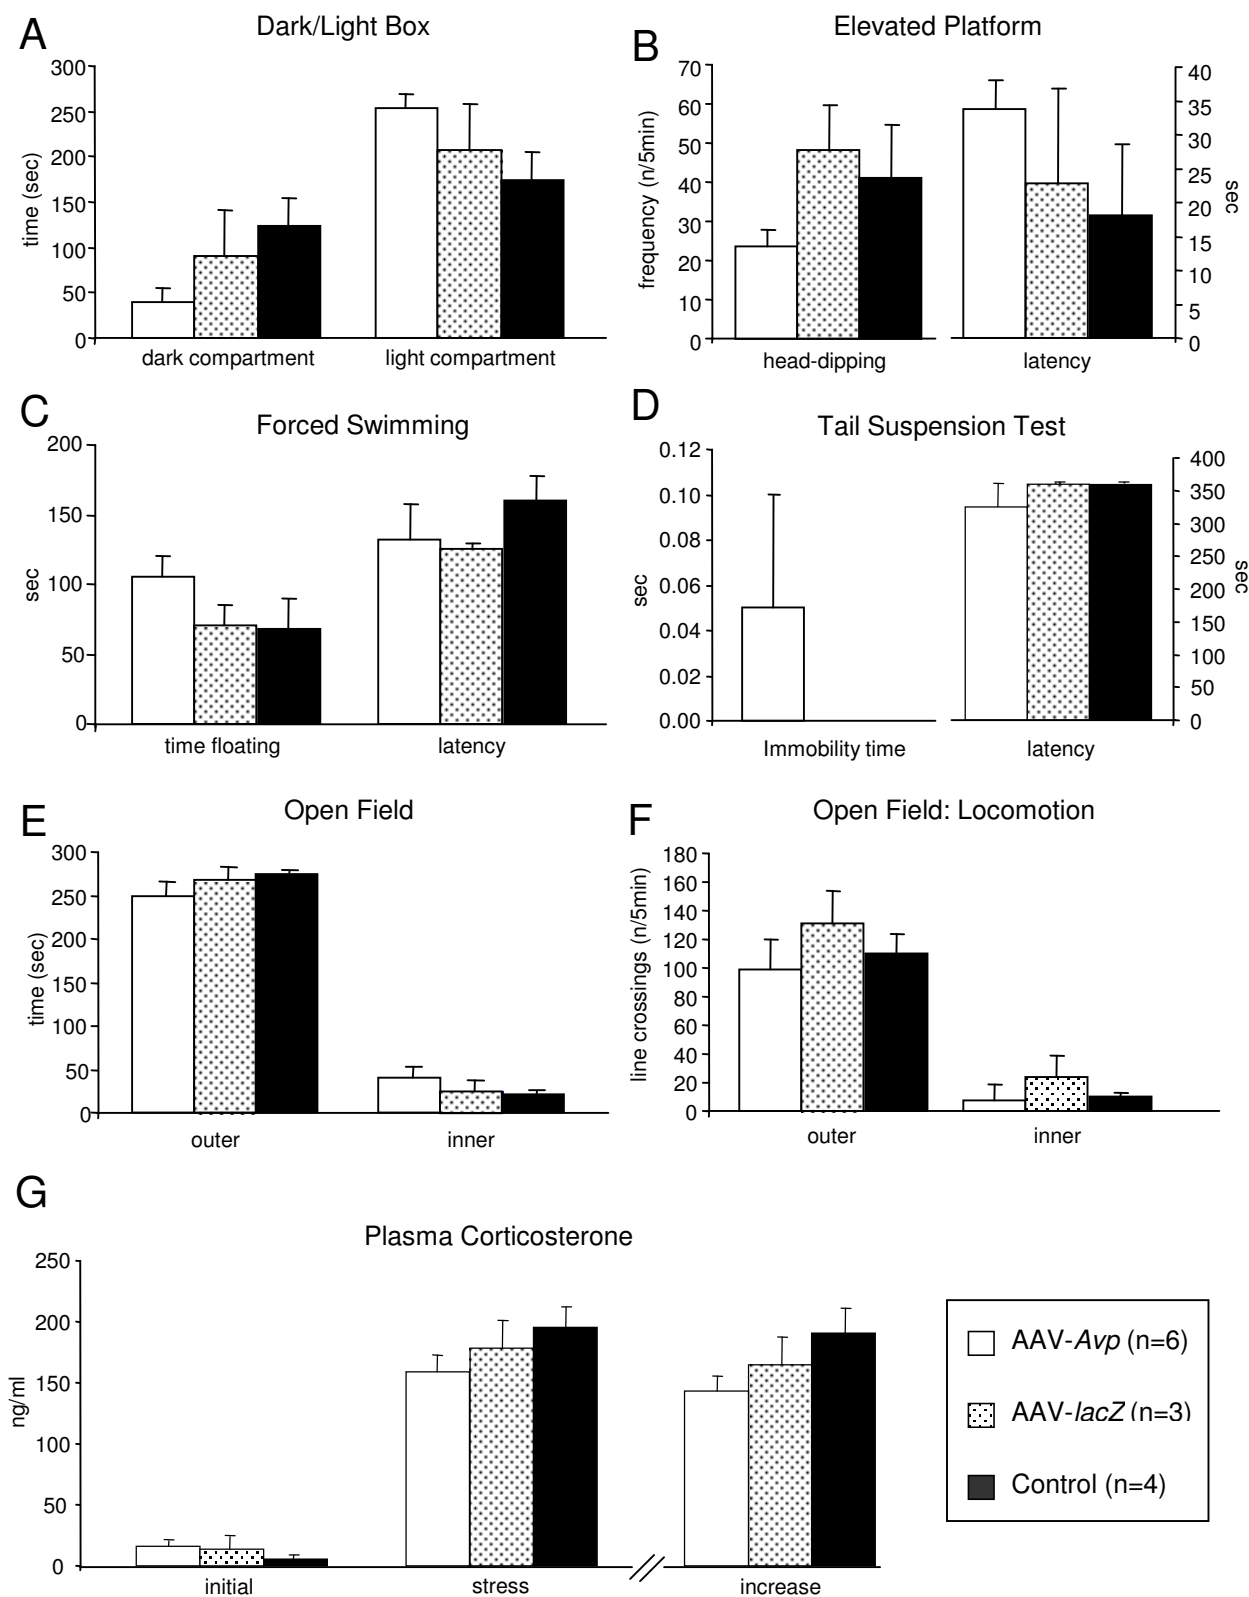 A
Dark/Light Box
300
250
200
150
100
50
0
time (sec)
dark compartment
light compartment
B
Elevated Platform
70
60
50
40
30
20
10
0
frequency (n/5min)
40
35
30
25
20
15
10
5
0
sec
head-dipping
latency
C
Forced Swimming
200
150
100
50
0
sec
time floating
latency
D
Tail Suspension Test
0.12
0.10
0.08
0.06
0.04
0.02
0.00
sec
400
350
300
250
200
150
100
50
0
sec
Immobility time
latency
E
Open Field
300
250
200
150
100
50
0
time (sec)
outer
inner
F
Open Field: Locomotion
180
160
140
120
100
80
60
40
20
0
line crossings (n/5min)
outer
inner
G
Plasma Corticosterone
250
200
150
100
50
0
ng/ml
initial
stress
increase
AAV-Avp (n=6)
AAV-lacZ (n=3)
Control (n=4)